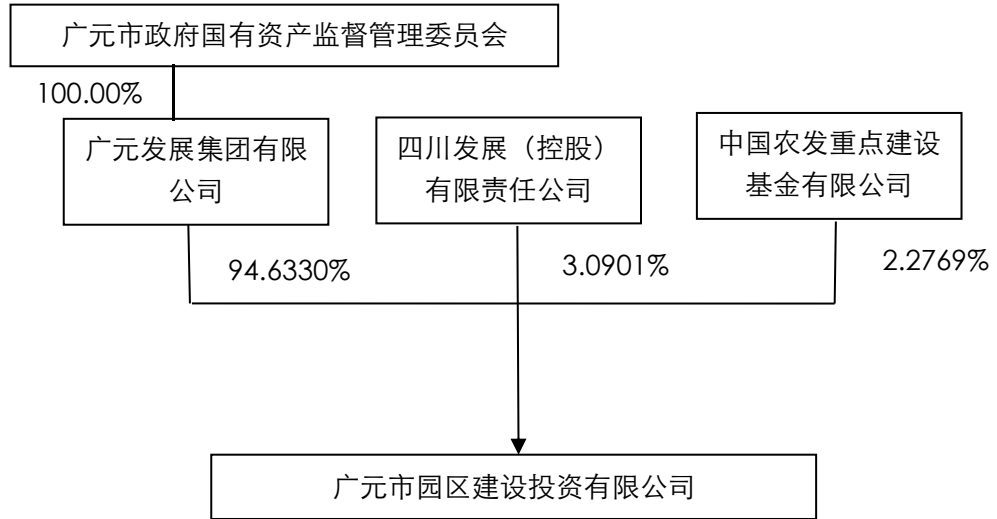 广元市政府国有资产监督管理委员会
100.00%
广元发展集团有限
公司
四川发展（控股）
有限责任公司
中国农发重点建设
基金有限公司
94.6330%
3.0901%
2.2769%
广元市园区建设投资有限公司